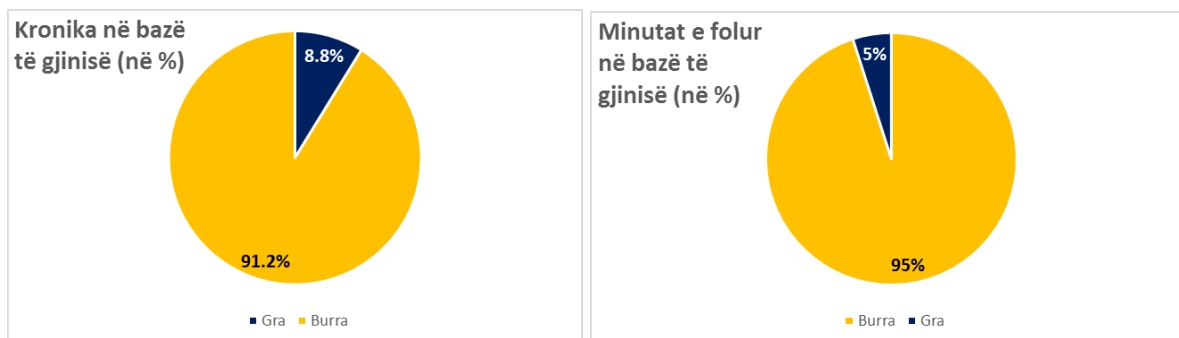 Kronika në bazë
të gjinisë (në %)
8.8%
91.2%
Gra Burra
Minutat e folur
në bazë të
gjinisë (në %)
5%
95%
Burra Gra